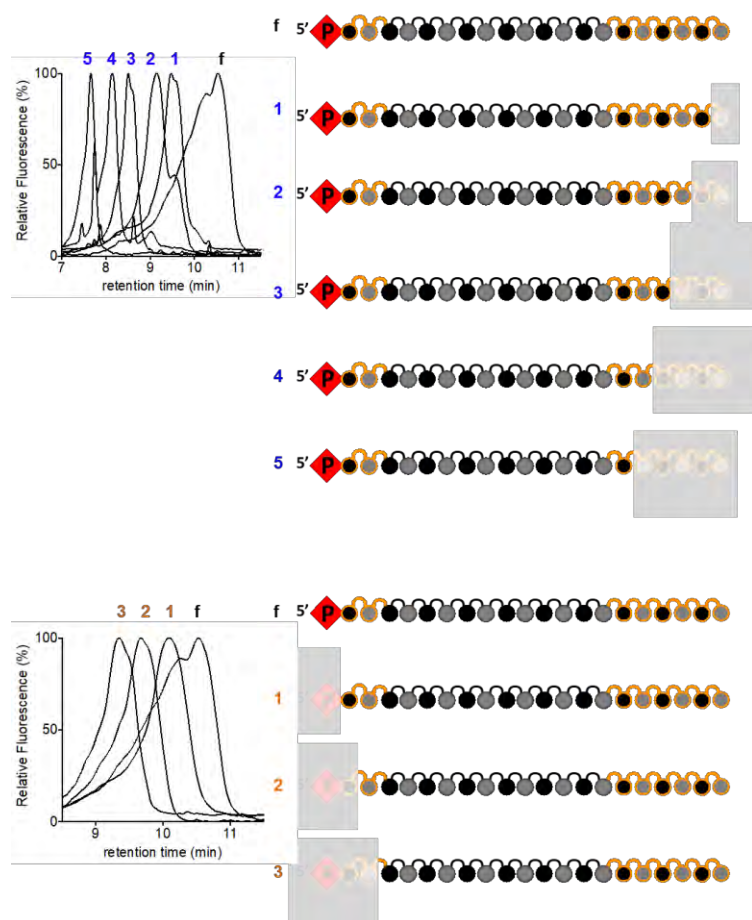 f 5' P
5 4 3 2 1 f
100
50
0
Relative Fluorescence (%)
7 8 9 10 11
retention time (min)
1 5' P
2 5' P
3 5' P
4 5' P
5 5' P
3 2 1 f
100
50
0
Relative Fluorescence (%)
9 10 11
retention time (min)
f 5' P
1
2
3